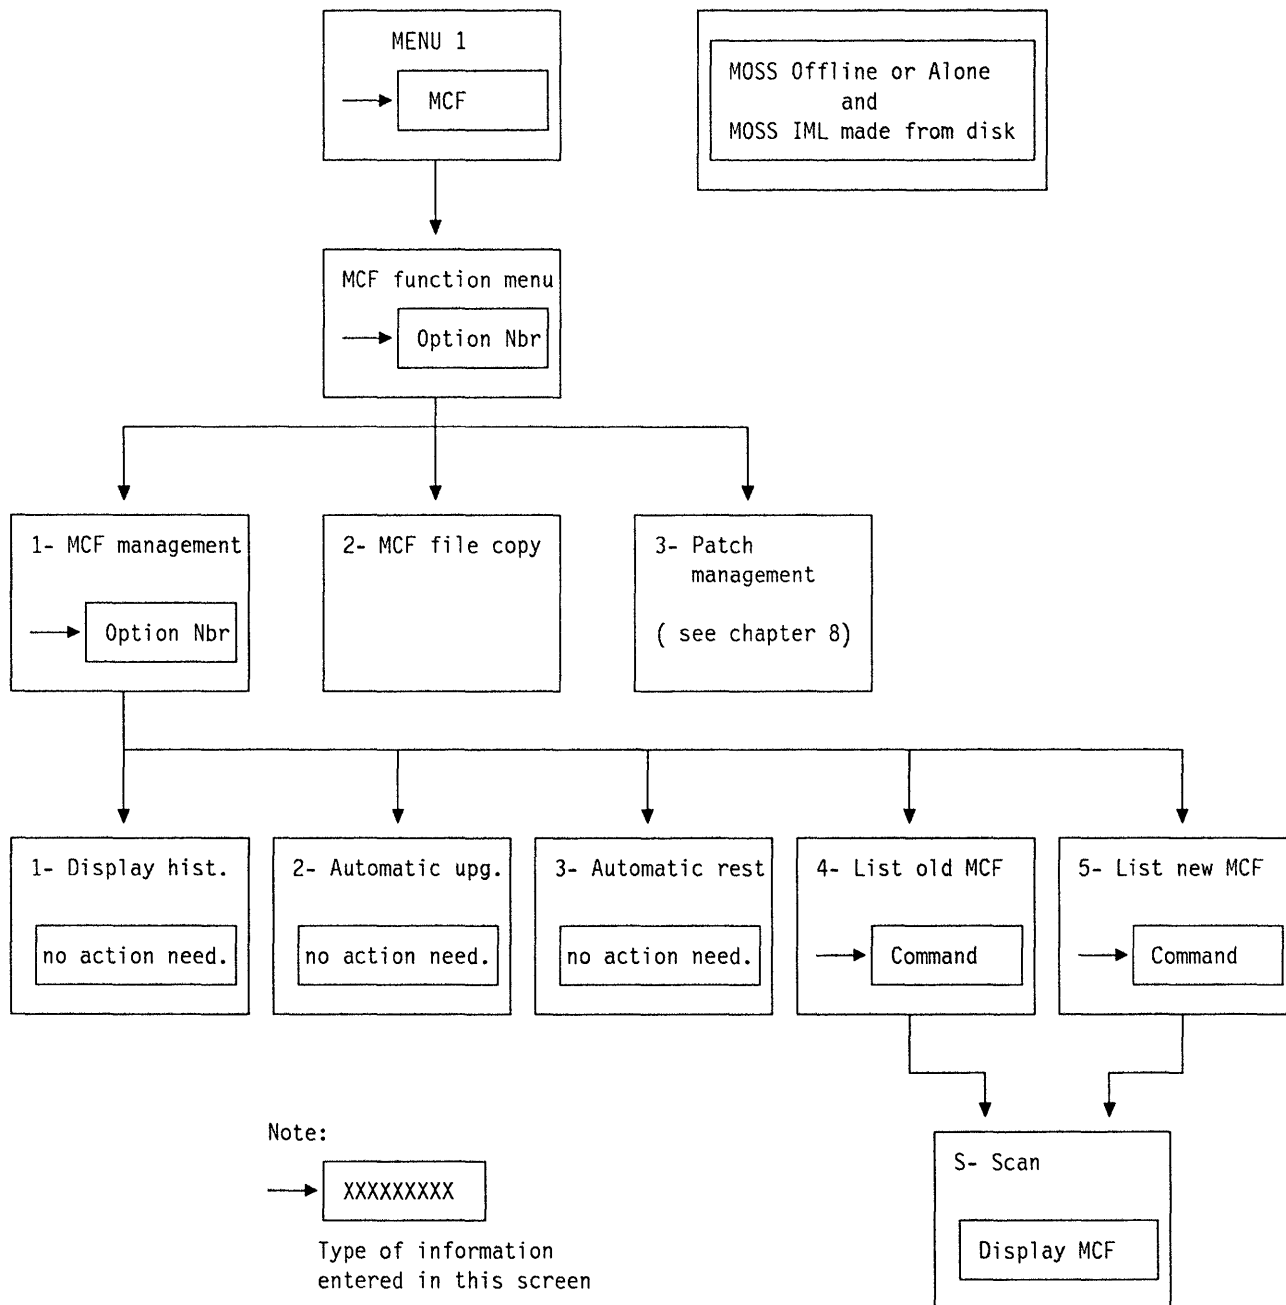 MENU 1
MCF
MOSS Offline or Alone
and
MOSS IML made from disk
MCF function menu
Option Nbr
1- MCF management
Option Nbr
2- MCF file copy
3- Patch
management
( see chapter 8)
1- Display hist.
no action need.
2- Automatic upg.
no action need.
3- Automatic rest
no action need.
4- List old MCF
Command
5- List new MCF
Command
Note:
XXXXXXXXX
Type of information
entered in this screen
S- Scan
Display MCF